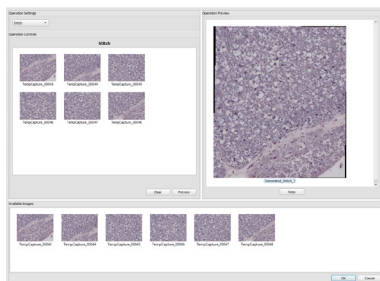 Operation Settings
Stitch
Operation Controls
Stitch
TempCapture_00043
TempCapture_00044
TempCapture_00045
TempCapture_00046
TempCapture_00047
TempCapture_00048
Clear
Preview
Operation Preview
Generated_Stitch_1
Available Images
TempCapture_00043
TempCapture_00044
TempCapture_00045
TempCapture_00046
TempCapture_00047
TempCapture_00048
OK
Cancel